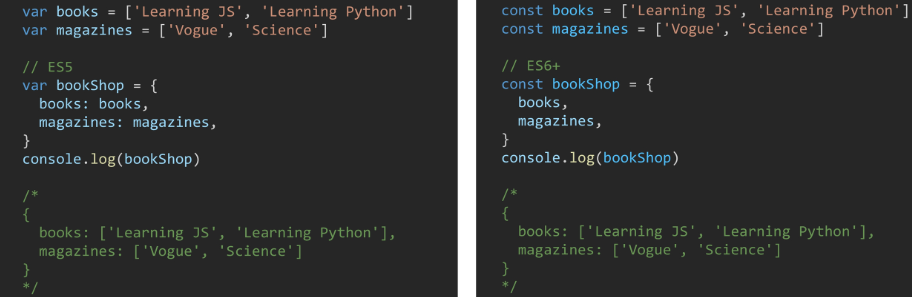 var books = ['Learning JS', 'Learning Python']
var magazines = ['Vogue', 'Science']
// ES5
var bookShop = {
  books: books,
  magazines: magazines,
}
console.log(bookShop)
/*
{
  books: ['Learning JS', 'Learning Python'],
  magazines: ['Vogue', 'Science']
}
*/
const books = ['Learning JS', 'Learning Python']
const magazines = ['Vogue', 'Science']
// ES6+
const bookShop = {
  books,
  magazines,
}
console.log(bookShop)
/*
{
  books: ['Learning JS', 'Learning Python'],
  magazines: ['Vogue', 'Science']
}
*/